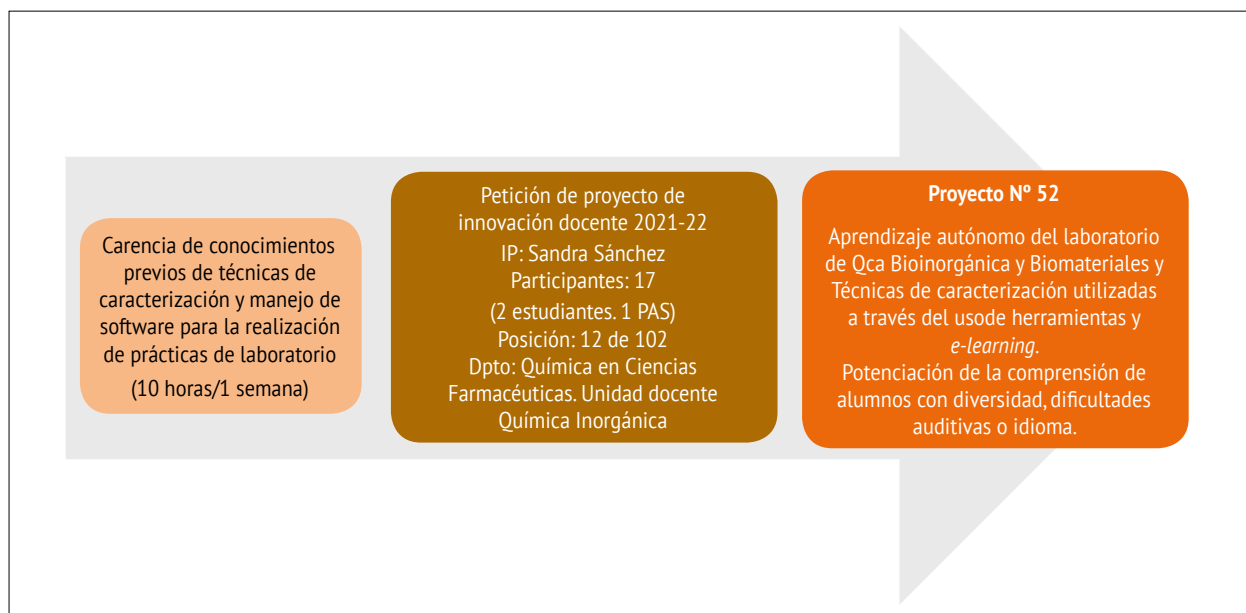 Carencia de conocimientos
previos de técnicas de
caracterización y manejo de
software para la realización
de prácticas de laboratorio
(10 horas/1 semana)
Petición de proyecto de
innovación docente 2021-22
IP: Sandra Sánchez
Participantes: 17
(2 estudiantes. 1 PAS)
Posición: 12 de 102
Dpto: Química en Ciencias
Farmacéuticas. Unidad docente
Química Inorgánica
Proyecto Nº 52
Aprendizaje autónomo del laboratorio
de Qca Bioinorgánica y Biomateriales y
Técnicas de caracterización utilizadas
a través del usode herramientas y
e-learning.
Potenciación de la comprensión de
alumnos con diversidad, dificultades
auditivas o idioma.